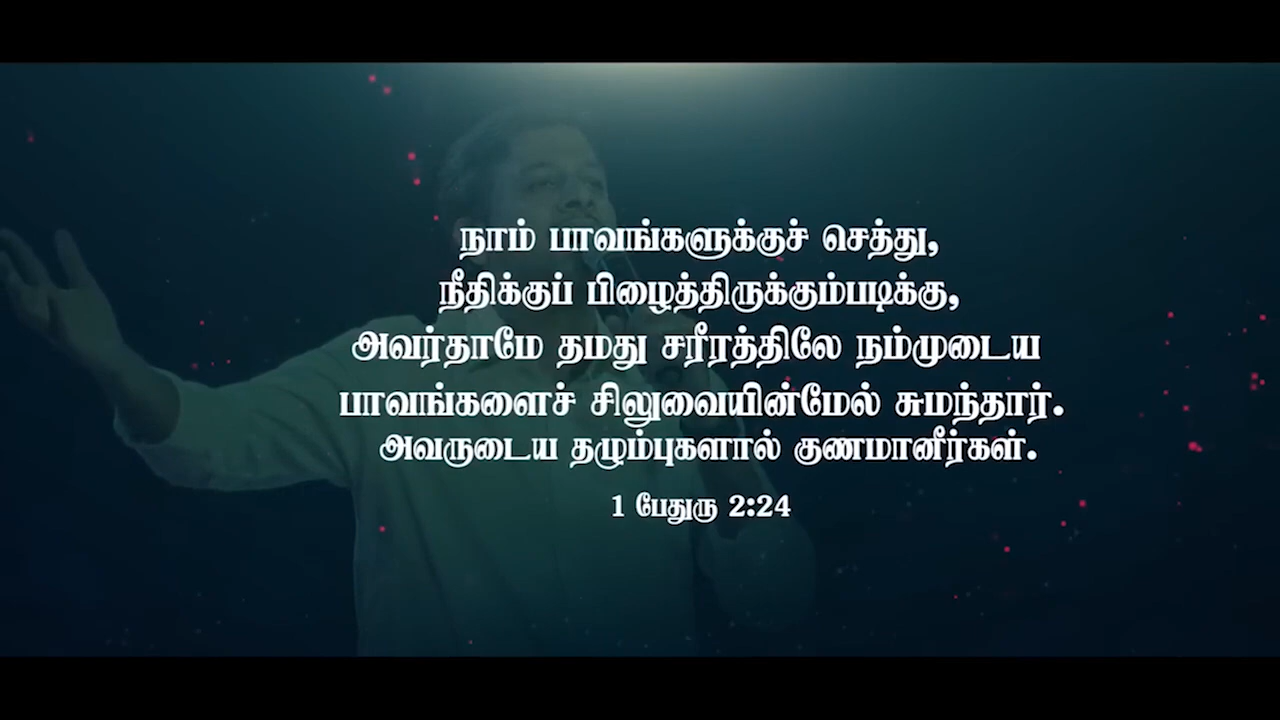 நாம் பாவங்களுக்குச் செத்து,
நீதிக்குப் பிழைத்திருக்கும்படிக்கு,
அவர்தாமே தமது சரீரத்திலே நம்முடைய
பாவங்களைச் சிலுவையின்மேல் சுமந்தார்.
அவருடைய தழும்புகளால் குணமானீர்கள்.
1 பேதுரு 2:24